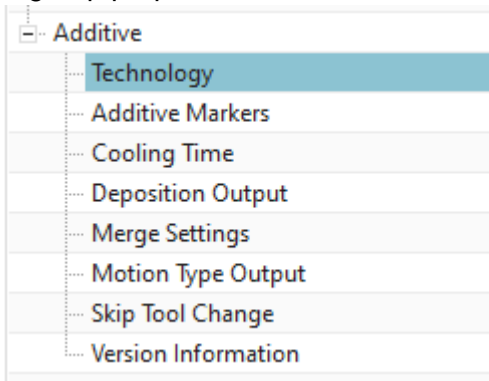 Additive
Technology
Additive Markers
Cooling Time
Deposition Output
Merge Settings
Motion Type Output
Skip Tool Change
Version Information